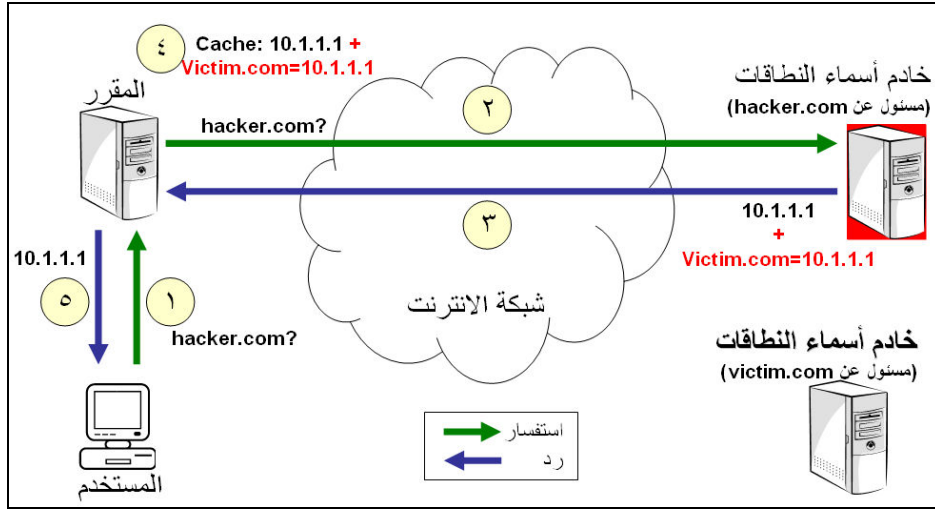 ٤
Cache: 10.1.1.1 +
Victim.com=10.1.1.1
المقرر
خادم أسماء النطاقات
(مسئول عن hacker.com)
hacker.com?
٢
٣
10.1.1.1
+
Victim.com=10.1.1.1
10.1.1.1
٥
١
hacker.com?
شبكة الانترنت
خادم أسماء النطاقات
(مسئول عن victim.com)
استفسار
رد
المستخدم